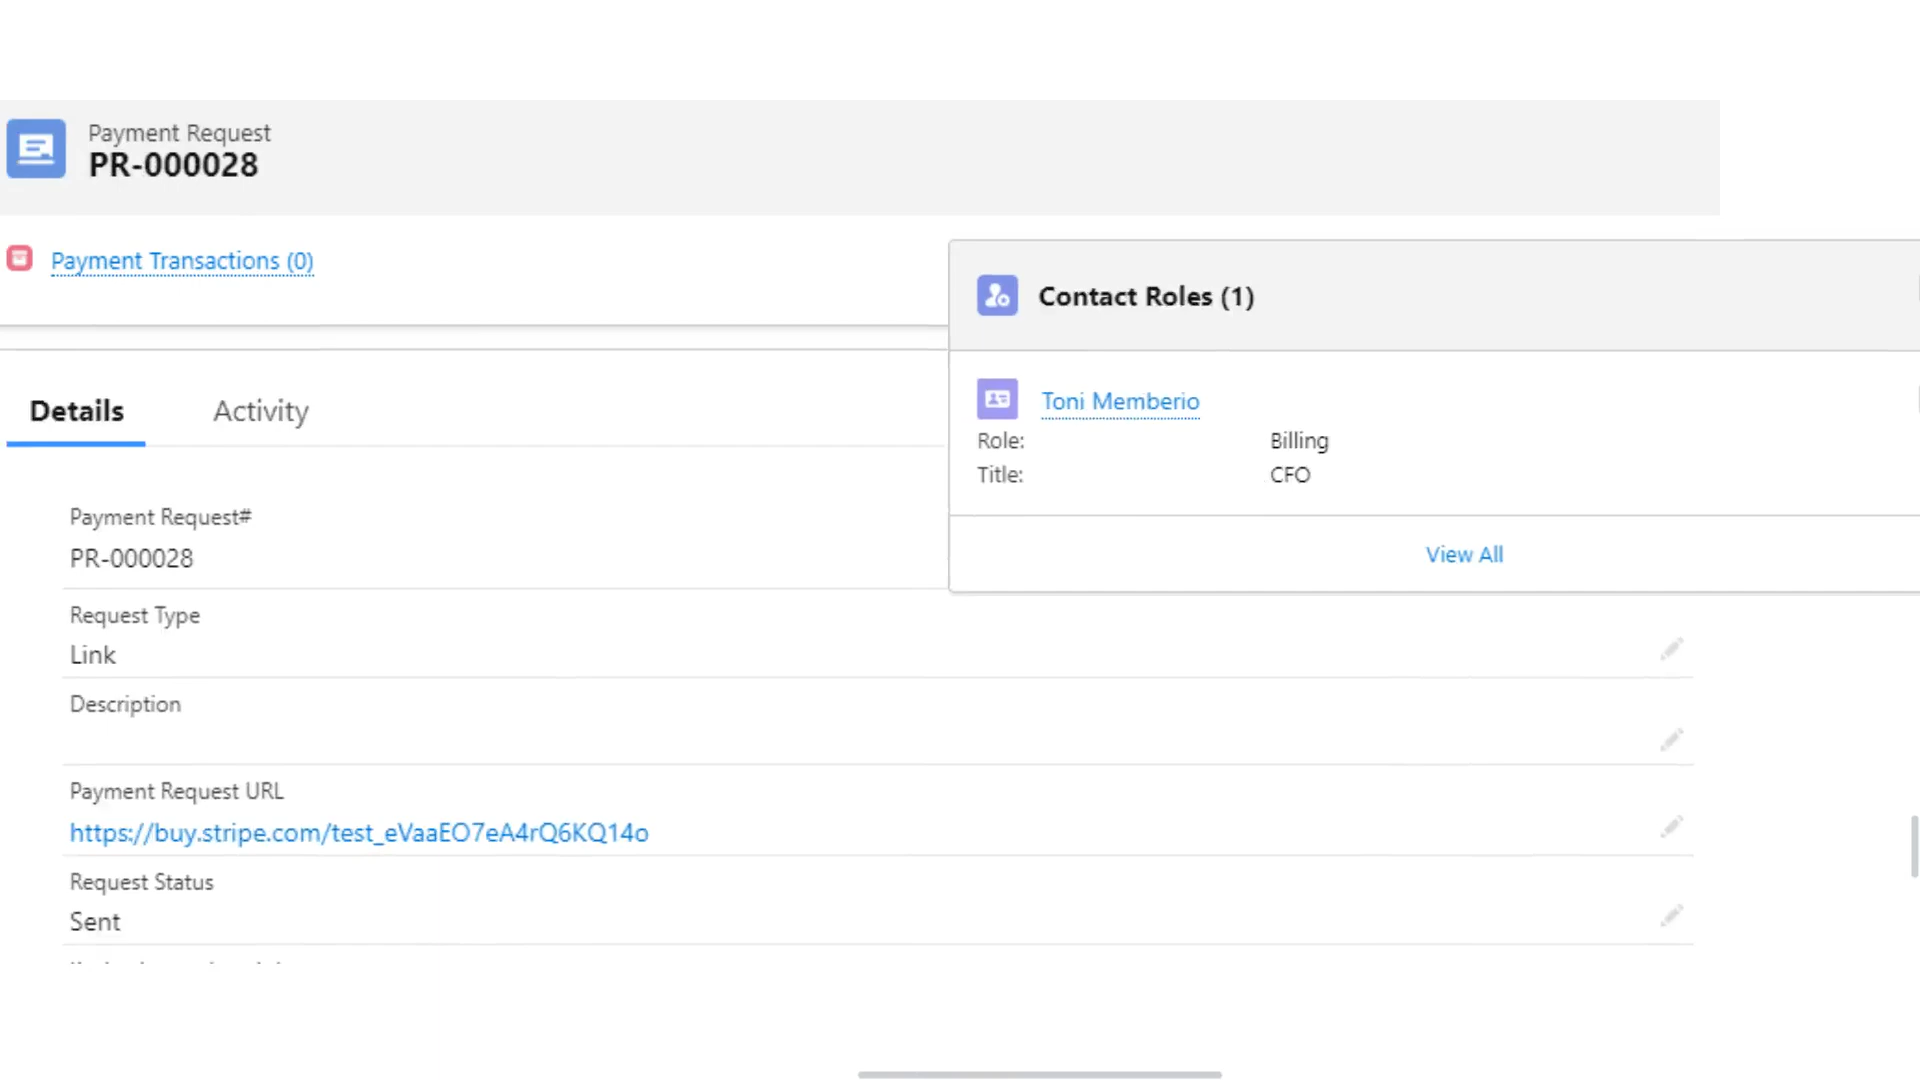 Payment Request
PR-000028
Payment Transactions (0)
Contact Roles (1)
Toni Memberio
Role: Billing
Title: CFO
View All
Details Activity
Payment Request#
PR-000028
Request Type
Link
Description
Payment Request URL
https://buy.stripe.com/test_eVaaEO7eA4rQ6KQ14o
Request Status
Sent